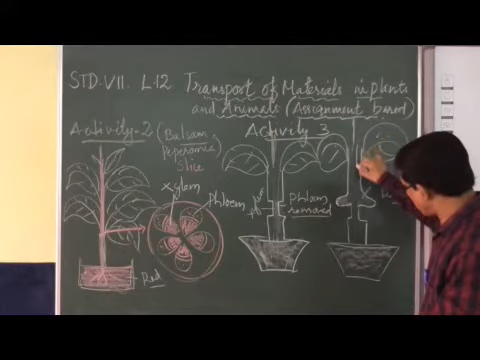 STD.VII. L.12 Transport of Materials in plants
and Animals (Assignment based)
Activity-2 (Balsam
Peperomia
Slice
Activity 3
xylem
phloem
Phloem
removed
Red